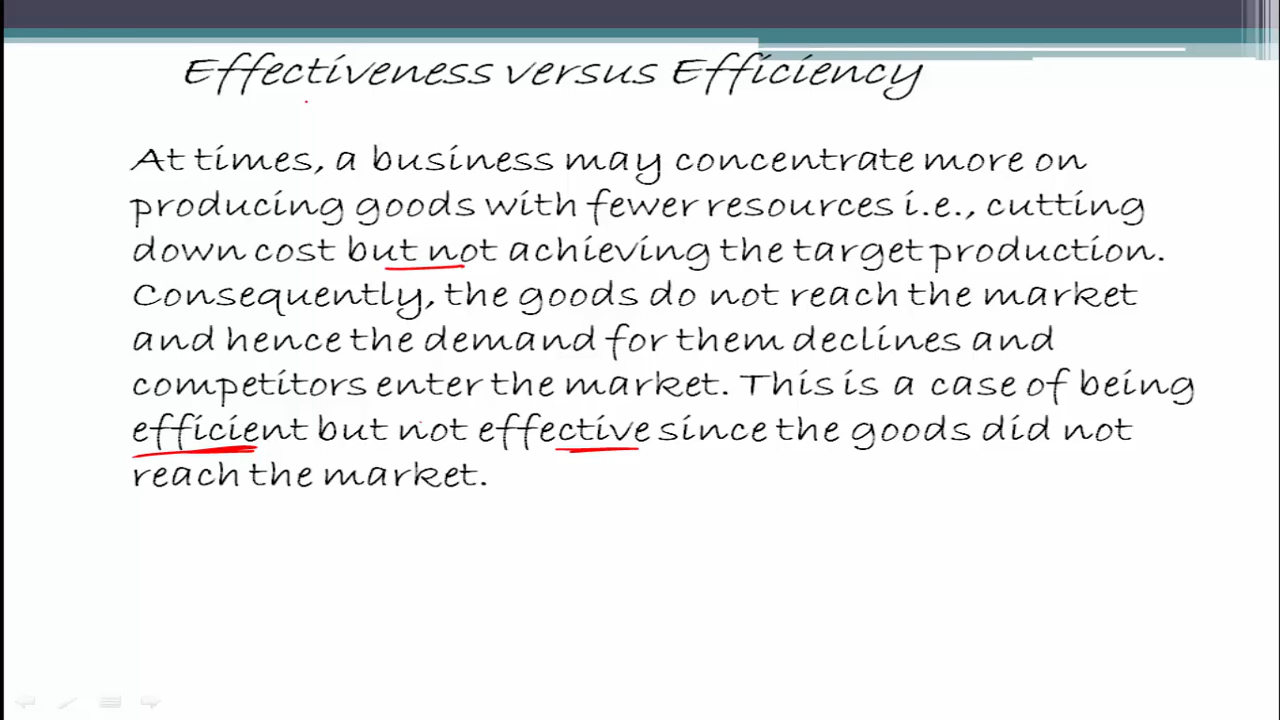 Effectiveness versus Efficiency
At times, a business may concentrate more on
producing goods with fewer resources i.e., cutting
down cost but not achieving the target production.
Consequently, the goods do not reach the market
and hence the demand for them declines and
competitors enter the market. This is a case of being
efficient but not effective since the goods did not
reach the market.